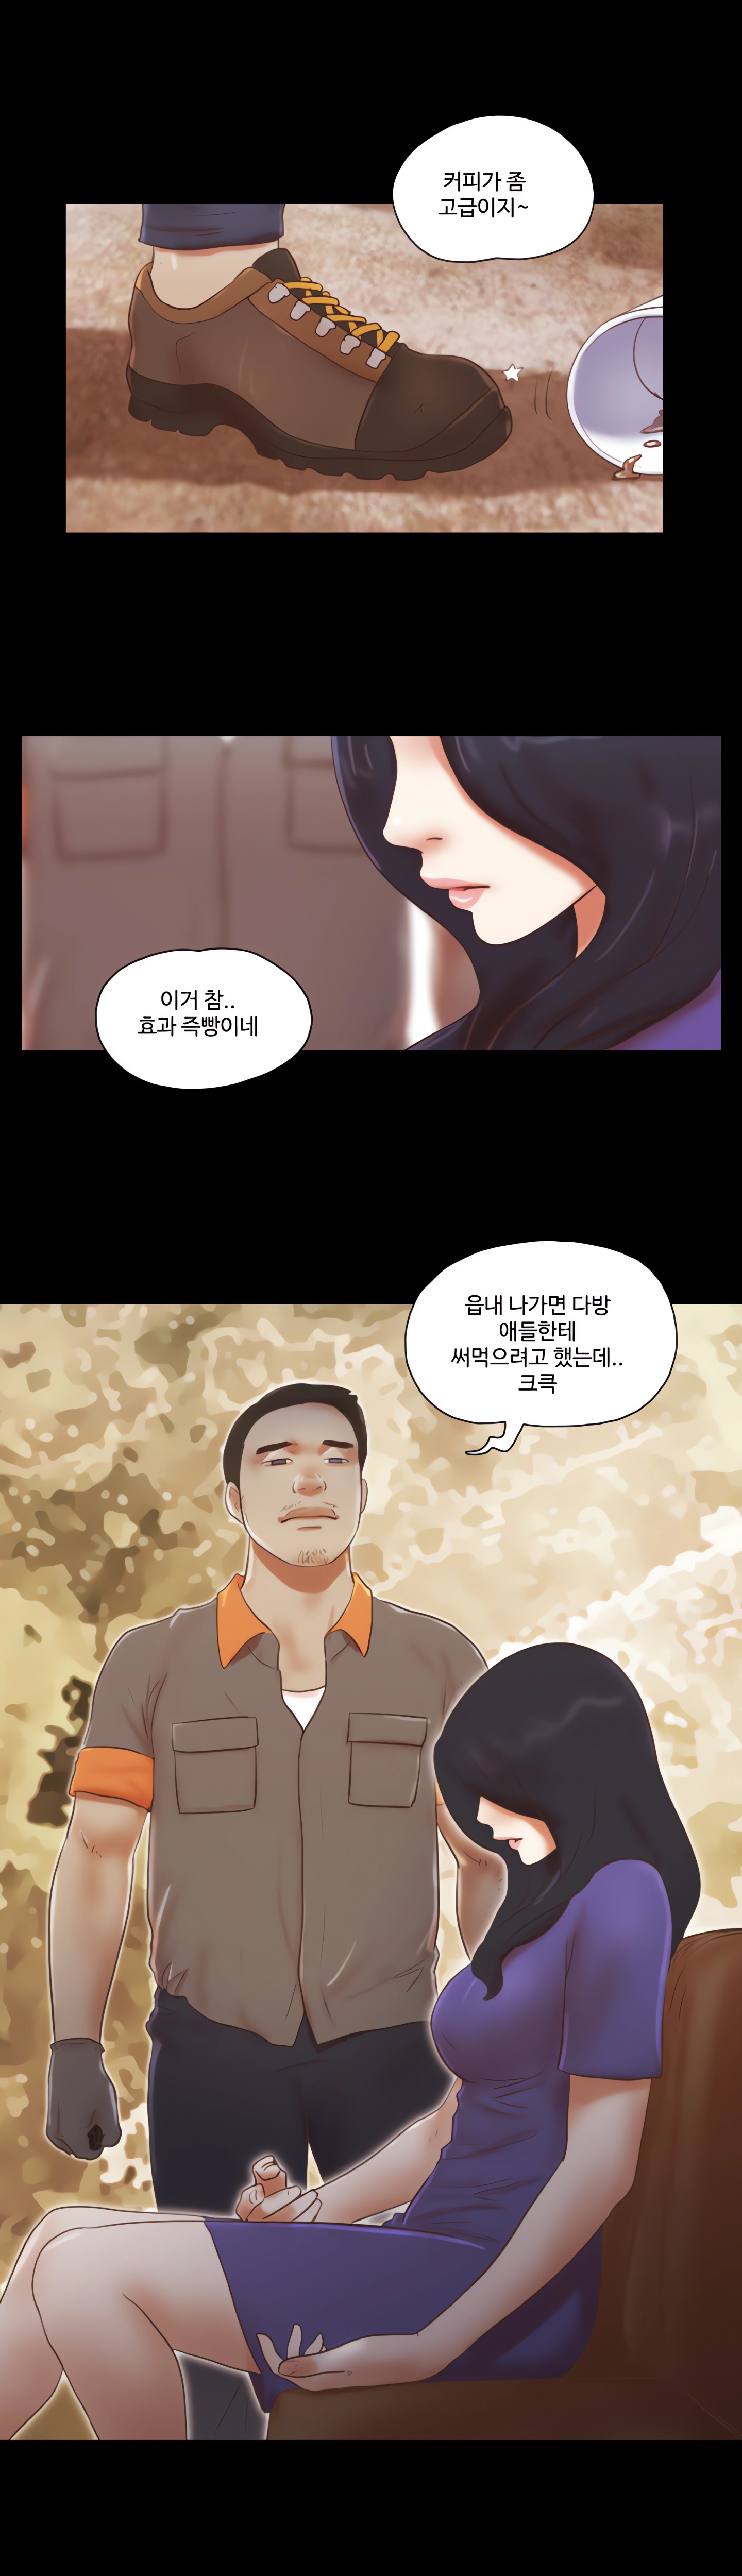 커피가 좀
고급이지~
이거 참..
효과 즉빵이네
읍내 나가면 다방
애들한테
써먹으려고 했는데..
크큭